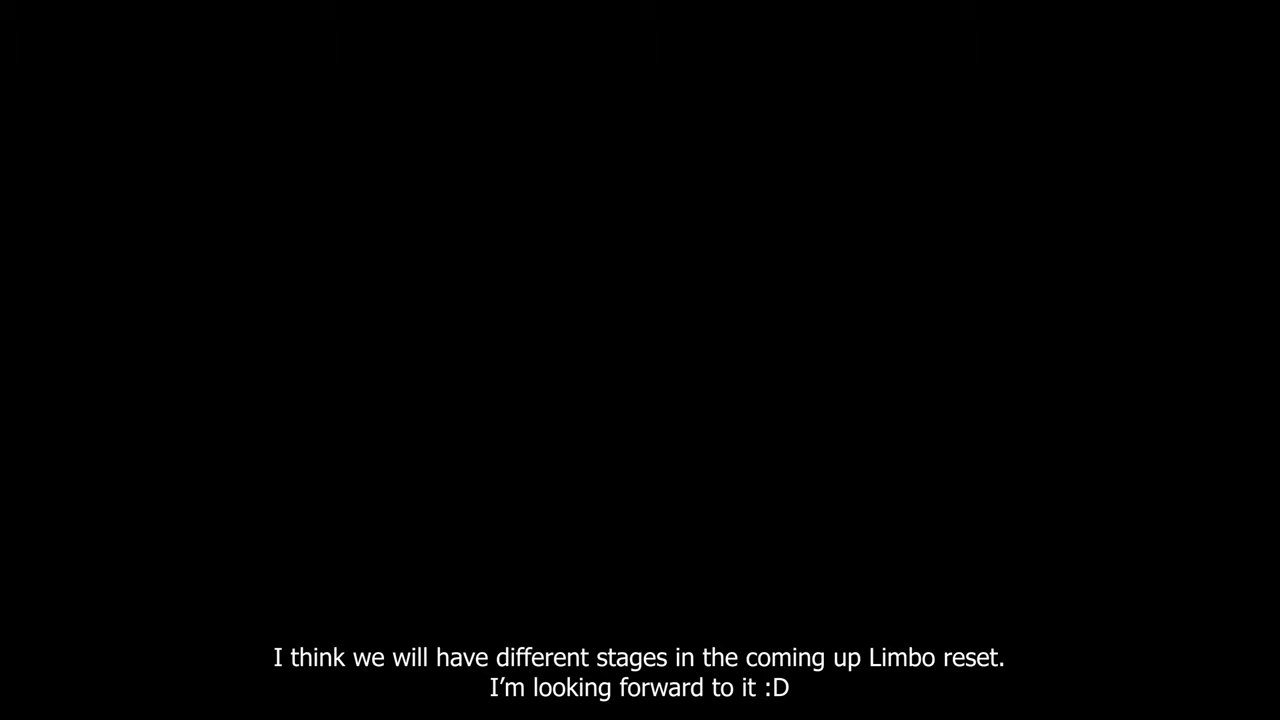 I think we will have different stages in the coming up Limbo reset.
I’m looking forward to it :D